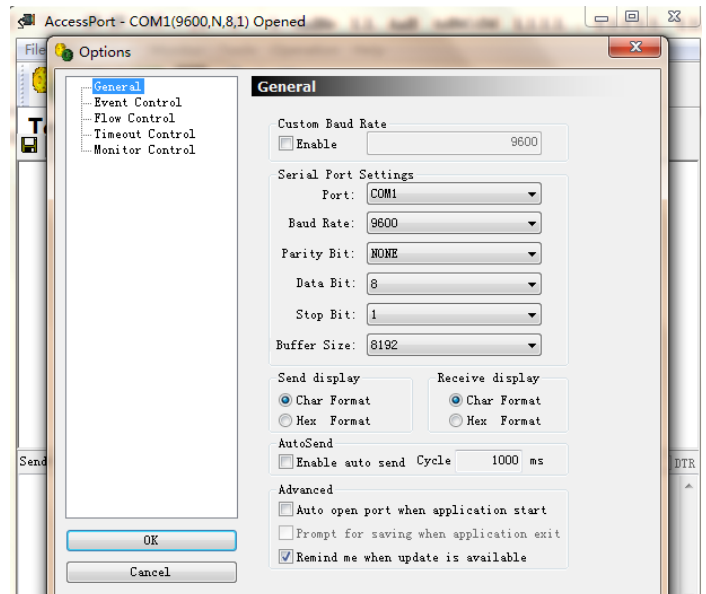 AccessPort - COM1(9600,N,8,1) Opened
File
Options
General
Event Control
Flow Control
Timeout Control
Monitor Control
General
Custom Baud Rate
Enable 9600
Serial Port Settings
Port: COM1
Baud Rate: 9600
Parity Bit: NONE
Data Bit: 8
Stop Bit: 1
Buffer Size: 8192
Send display Receive display
Char Format Char Format
Hex Format Hex Format
AutoSend
Enable auto send Cycle 1000 ms
Send DTR
Advanced
Auto open port when application start
Prompt for saving when application exit
Remind me when update is available
OK
Cancel